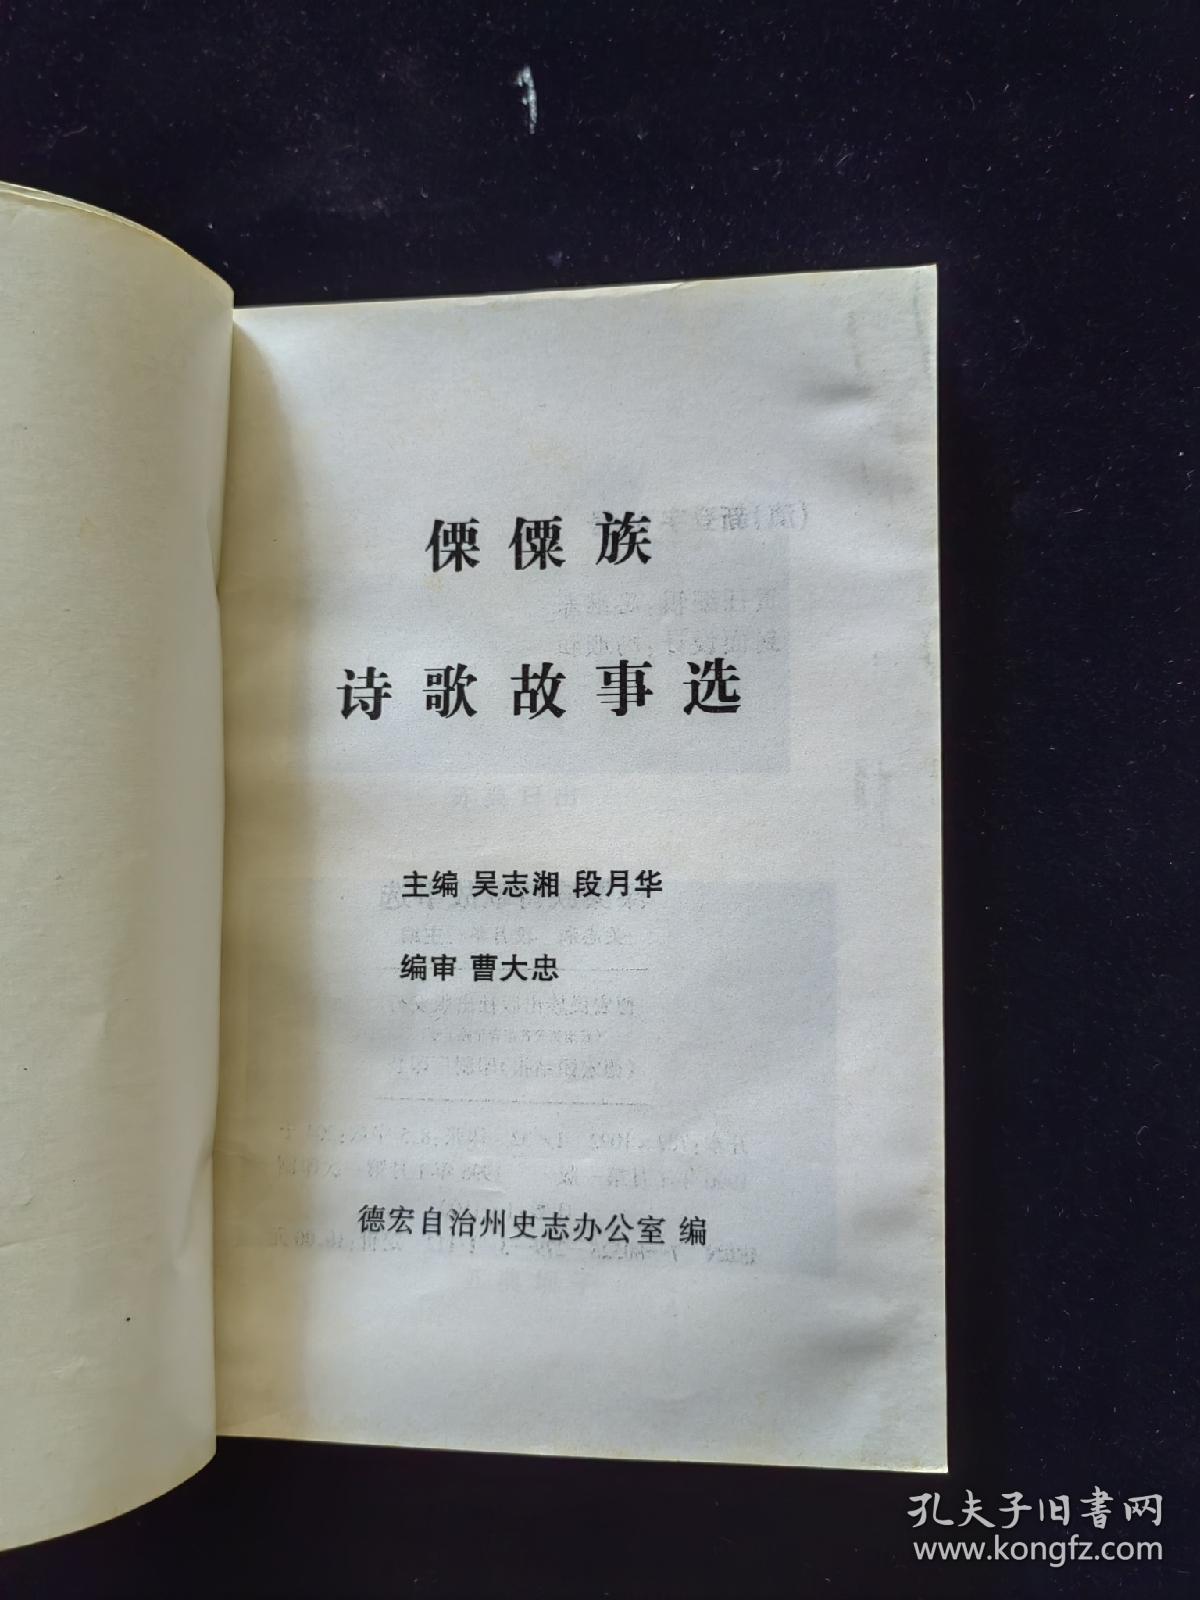 傈僳族
诗歌故事选
主编 吴志湘 段月华
编审 曹大忠
德宏自治州史志办公室 编
孔夫子旧书网
www.kongfz.com